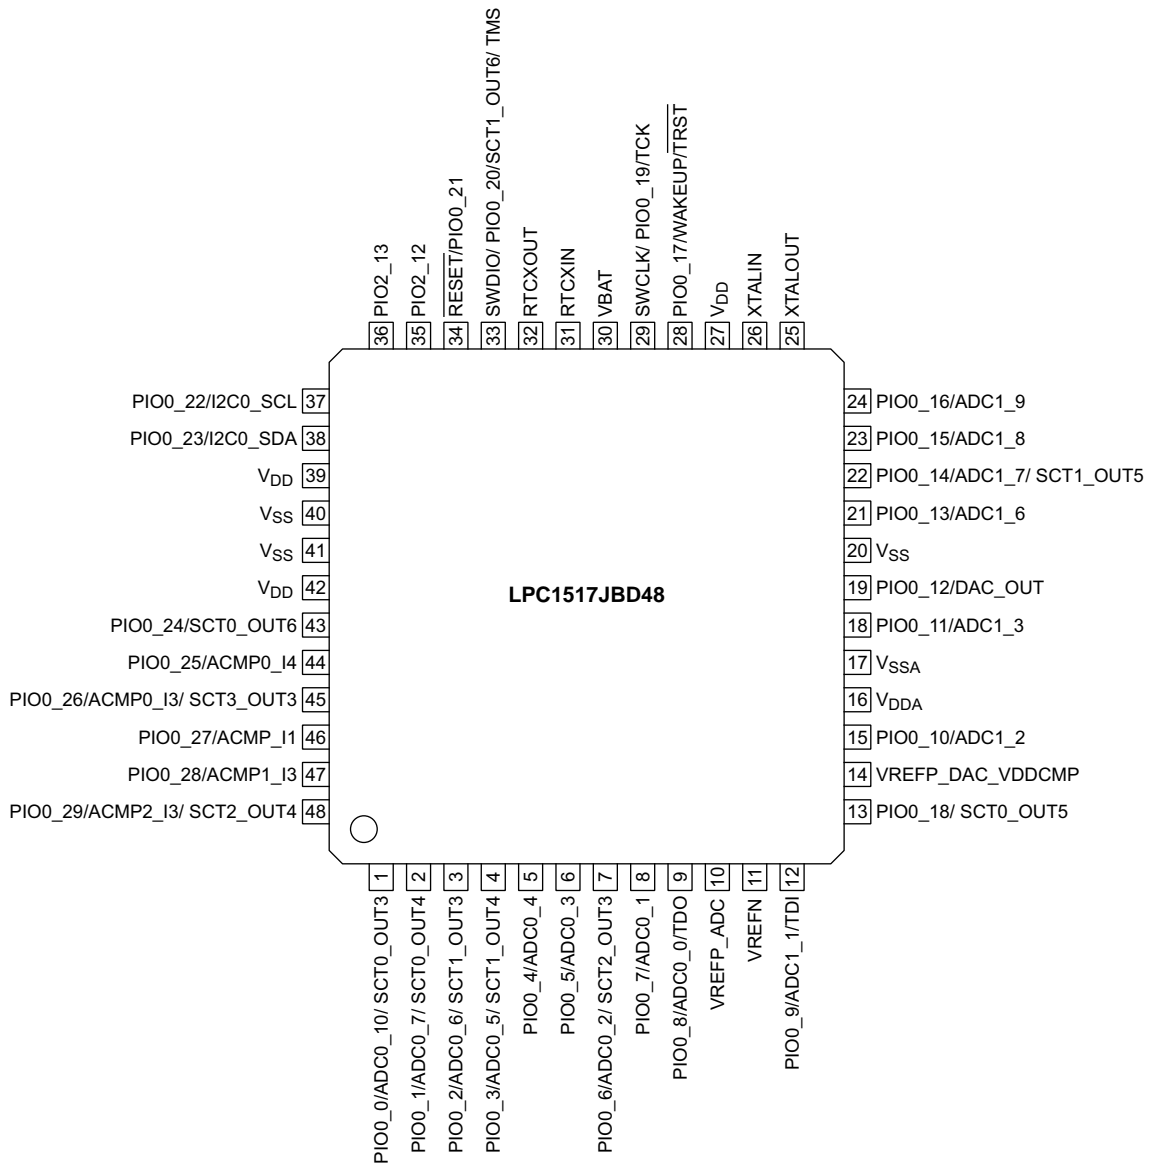 PIO2_13
36
PIO2_12
35
RESET/PIO0_21
34
SWDIO/ PIO0_20/SCT1_OUT6/ TMS
33
RTCXOUT
32
RTCXIN
31
VBAT
30
SWCLK/ PIO0_19/TCK
29
PIO0_17/WAKEUP/TRST
28
VDD
27
XTALIN
26
XTALOUT
25
PIO0_22/I2C0_SCL 37
PIO0_23/I2C0_SDA 38
VDD 39
VSS 40
VSS 41
VDD 42
PIO0_24/SCT0_OUT6 43
PIO0_25/ACMP0_I4 44
PIO0_26/ACMP0_I3/ SCT3_OUT3 45
PIO0_27/ACMP_I1 46
PIO0_28/ACMP1_I3 47
PIO0_29/ACMP2_I3/ SCT2_OUT4 48
LPC1517JBD48
24 PIO0_16/ADC1_9
23 PIO0_15/ADC1_8
22 PIO0_14/ADC1_7/ SCT1_OUT5
21 PIO0_13/ADC1_6
20 VSS
19 PIO0_12/DAC_OUT
18 PIO0_11/ADC1_3
17 VSSA
16 VDDA
15 PIO0_10/ADC1_2
14 VREFP_DAC_VDDCMP
13 PIO0_18/ SCT0_OUT5
1
PIO0_0/ADC0_10/ SCT0_OUT3
2
PIO0_1/ADC0_7/ SCT0_OUT4
3
PIO0_2/ADC0_6/ SCT1_OUT3
4
PIO0_3/ADC0_5/ SCT1_OUT4
5
PIO0_4/ADC0_4
6
PIO0_5/ADC0_3
7
PIO0_6/ADC0_2/ SCT2_OUT3
8
PIO0_7/ADC0_1
9
PIO0_8/ADC0_0/TDO
10
VREFP_ADC
11
VREFN
12
PIO0_9/ADC1_1/TDI